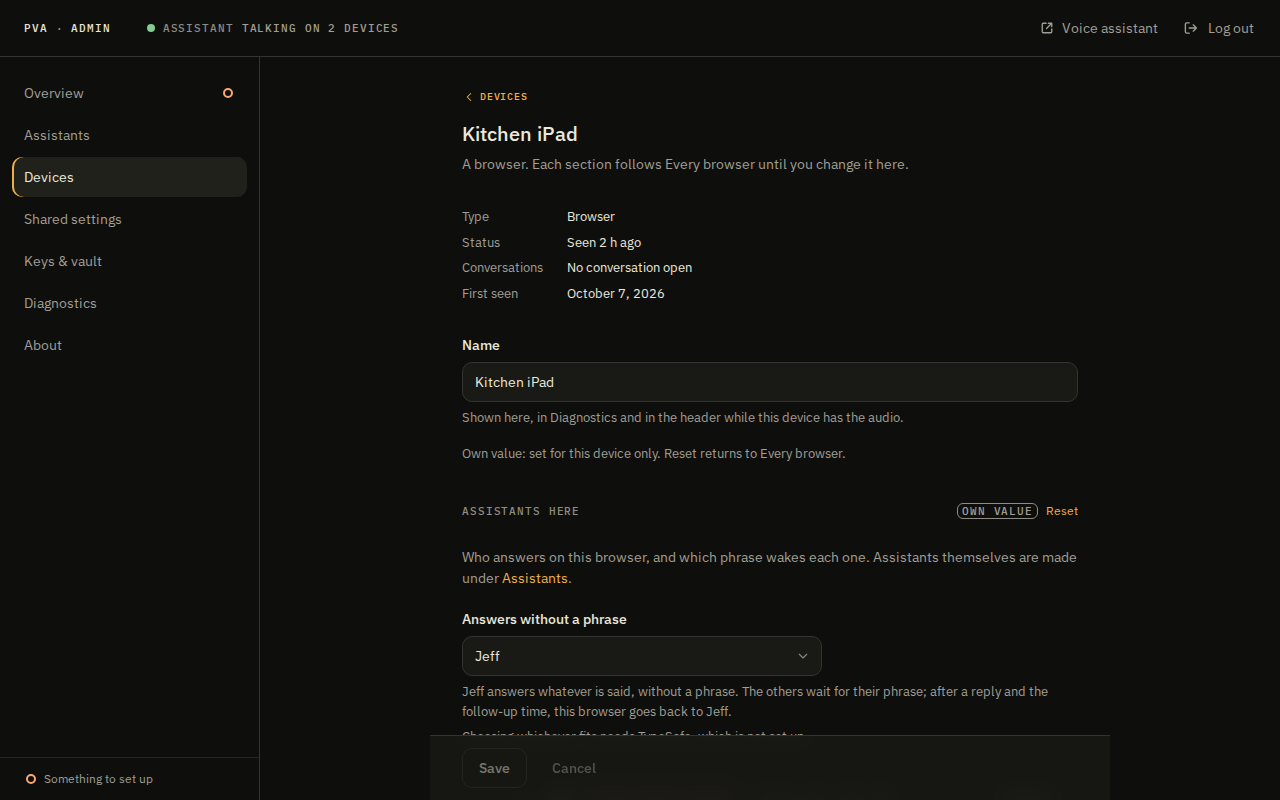 PVA · ADMIN
ASSISTANT TALKING ON 2 DEVICES
Voice assistant
Log out
Overview
Assistants
Devices
Shared settings
Keys & vault
Diagnostics
About
Something to set up
DEVICES
Kitchen iPad
A browser. Each section follows Every browser until you change it here.
Type Browser
Status Seen 2 h ago
Conversations No conversation open
First seen October 7, 2026
Name
Kitchen iPad
Shown here, in Diagnostics and in the header while this device has the audio.
Own value: set for this device only. Reset returns to Every browser.
ASSISTANTS HERE
OWN VALUE Reset
Who answers on this browser, and which phrase wakes each one. Assistants themselves are made
under Assistants.
Answers without a phrase
Jeff
Jeff answers whatever is said, without a phrase. The others wait for their phrase; after a reply and the
follow-up time, this browser goes back to Jeff.
Save
Cancel